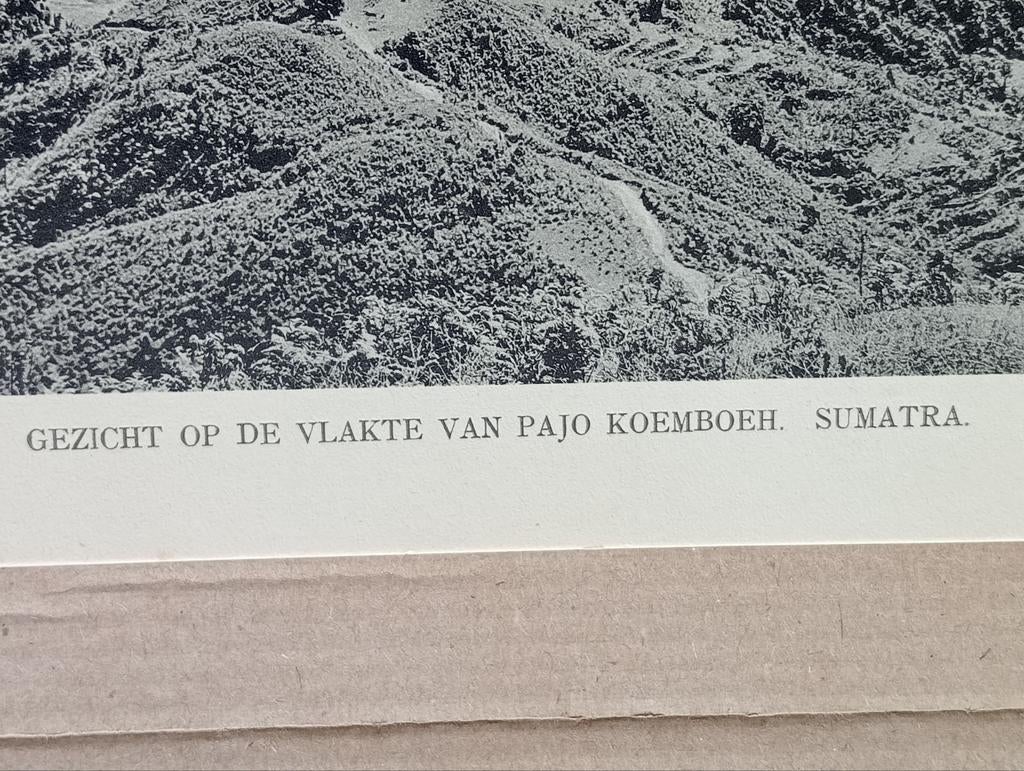 GEZICHT OP DE VLAKTE VAN PAJO KOEMBOEH. SUMATRA.